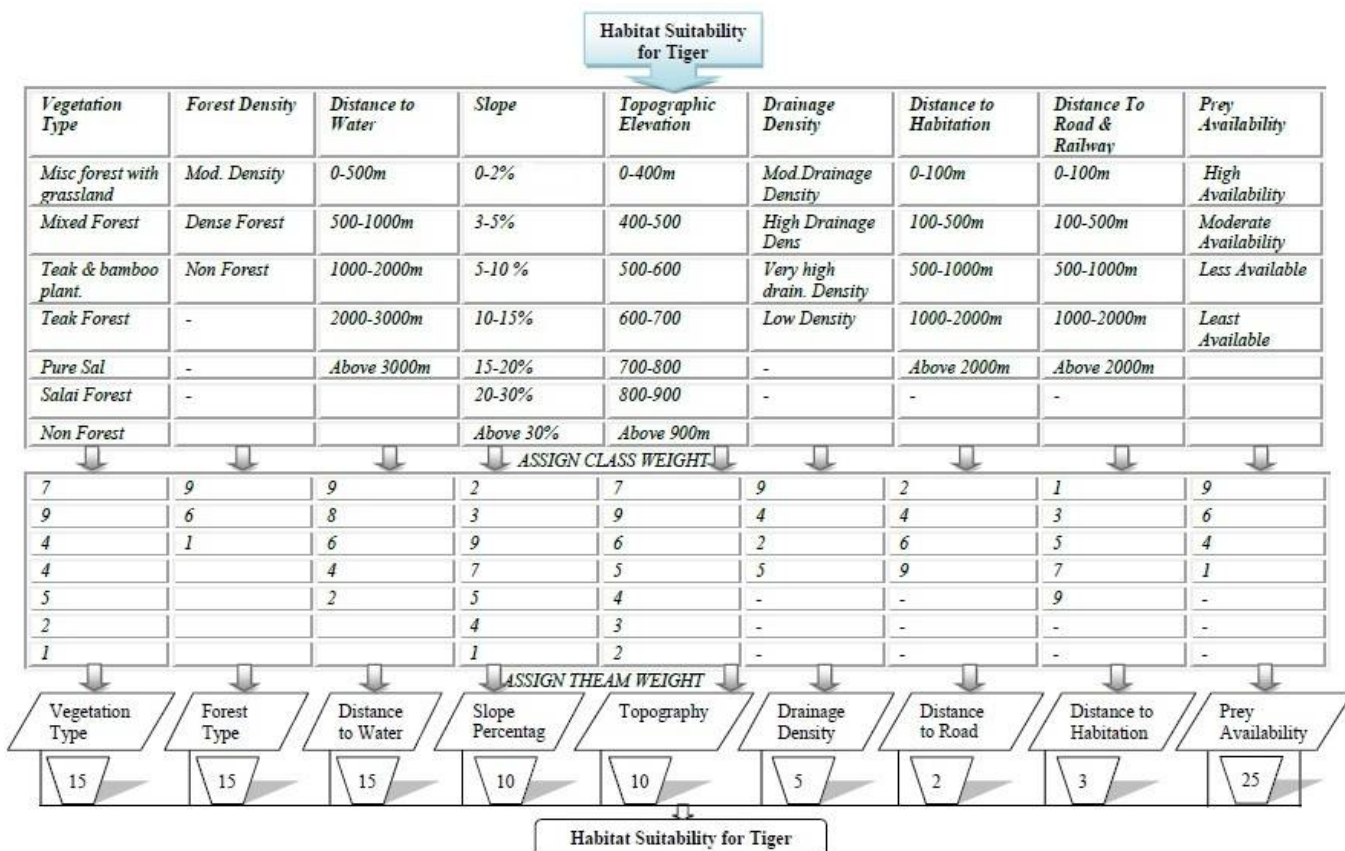 Habitat Suitability
for Tiger
Vegetation Type Forest Density Distance to Water Slope Topographic Elevation Drainage Density Distance to Habitation Distance To Road & Railway Prey Availability
Misc forest with grassland Mod. Density 0-500m 0-2% 0-400m Mod.Drainage Density 0-100m 0-100m High Availability
Mixed Forest Dense Forest 500-1000m 3-5% 400-500 High Drainage Dens 100-500m 100-500m Moderate Availability
Teak & bamboo plant. Non Forest 1000-2000m 5-10 % 500-600 Very high drain. Density 500-1000m 500-1000m Less Available
Teak Forest - 2000-3000m 10-15% 600-700 Low Density 1000-2000m 1000-2000m Least Available
Pure Sal - Above 3000m 15-20% 700-800 - Above 2000m Above 2000m
Salai Forest - 20-30% 800-900 - - -
Non Forest Above 30% Above 900m
ASSIGN CLASS WEIGHT
7 9 9 2 7 9 2 1 9
9 6 8 3 9 4 4 3 6
4 1 6 9 6 2 6 5 4
4 4 7 5 5 9 7 1
5 2 5 4 - - 9 -
2 4 3 - - - -
1 1 2 - - - -
ASSIGN THEAM WEIGHT
Vegetation Type Forest Type Distance to Water Slope Percentag Topography Drainage Density Distance to Road Distance to Habitation Prey Availability
15 15 15 10 10 5 2 3 25
Habitat Suitability for Tiger